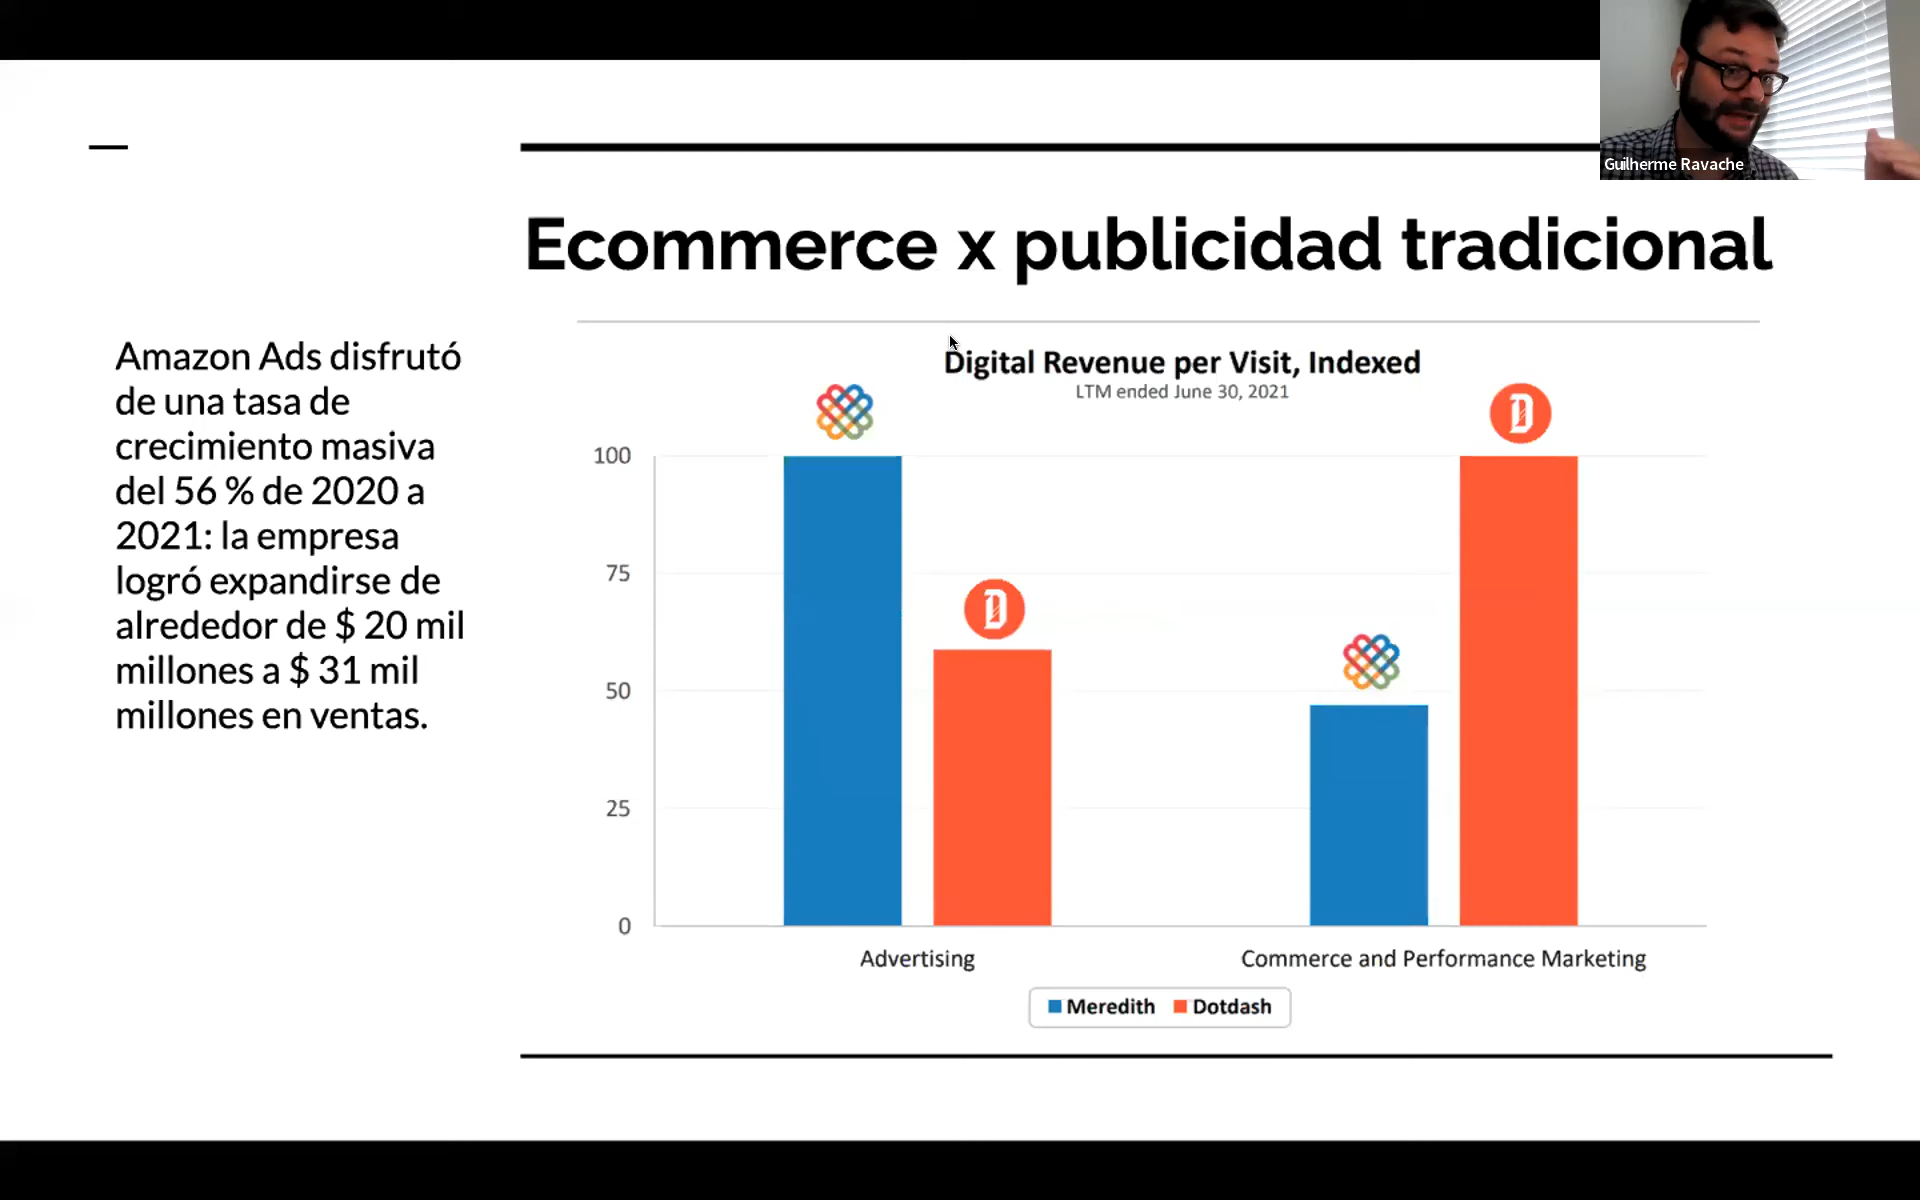 Guilherme Ravache
Ecommerce x publicidad tradicional
Amazon Ads disfrutó
de una tasa de
crecimiento masiva
del 56 % de 2020 a
2021: la empresa
logró expandirse de
alrededor de $ 20 mil
millones a $ 31 mil
millones en ventas.
Digital Revenue per Visit, Indexed
LTM ended June 30, 2021
D
D
100
75
50
25
0
Advertising
Commerce and Performance Marketing
Meredith Dotdash